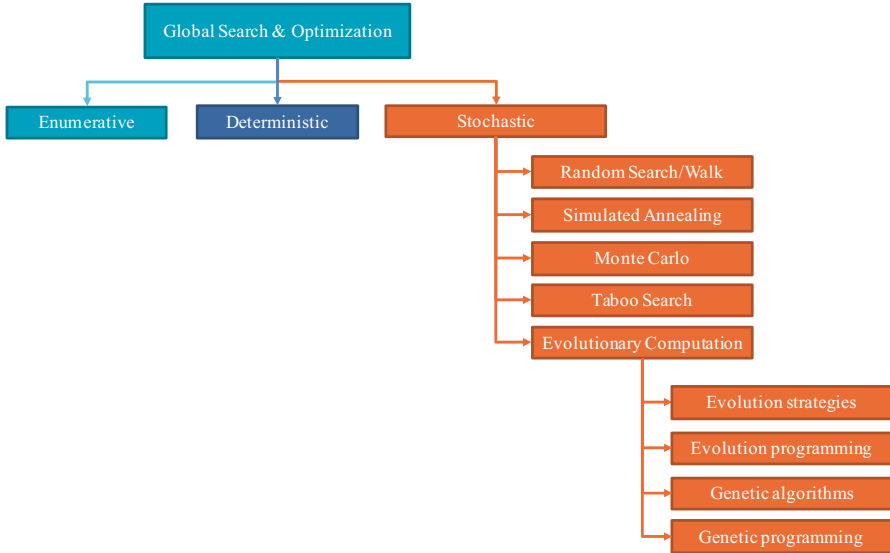 Global Search & Optimization
Enumerative
Deterministic
Stochastic
Random Search/Walk
Simulated Annealing
Monte Carlo
Taboo Search
Evolutionary Computation
Evolution strategies
Evolution programming
Genetic algorithms
Genetic programming